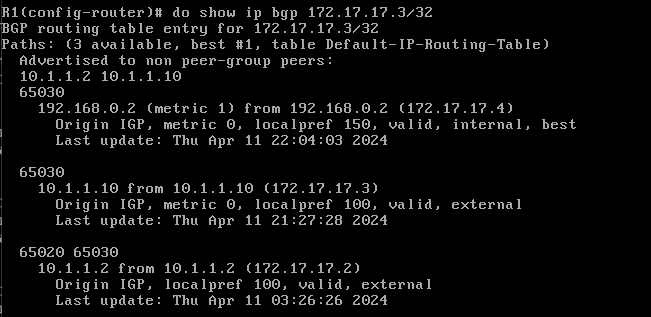 R1(config-router)# do show ip bgp 172.17.17.3/32
BGP routing table entry for 172.17.17.3/32
Paths: (3 available, best #1, table Default-IP-Routing-Table)
  Advertised to non peer-group peers:
  10.1.1.2 10.1.1.10
  65030
    192.168.0.2 (metric 1) from 192.168.0.2 (172.17.17.4)
      Origin IGP, metric 0, localpref 150, valid, internal, best
      Last update: Thu Apr 11 22:04:03 2024

  65030
    10.1.1.10 from 10.1.1.10 (172.17.17.3)
      Origin IGP, metric 0, localpref 100, valid, external
      Last update: Thu Apr 11 21:27:28 2024

  65020 65030
    10.1.1.2 from 10.1.1.2 (172.17.17.2)
      Origin IGP, localpref 100, valid, external
      Last update: Thu Apr 11 03:26:26 2024